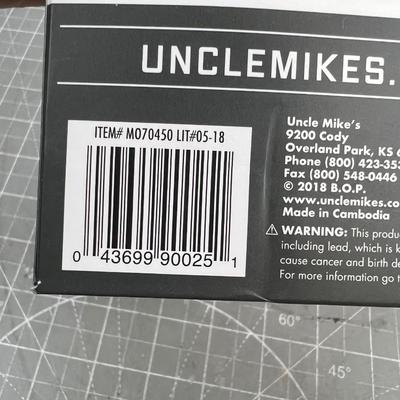 UNCLEMIKES.
ITEM# MO70450 LIT#05-18
0 43699 90025 1
Uncle Mike's
9200 Cody
Overland Park, KS
Phone (800) 423-35
Fax (800) 548-0446
© 2018 B.O.P.
www.unclemikes.co
Made in Cambodia
⚠ WARNING: This produ
including lead, which is k
cause cancer and birth de
For more information go t
60°
45°